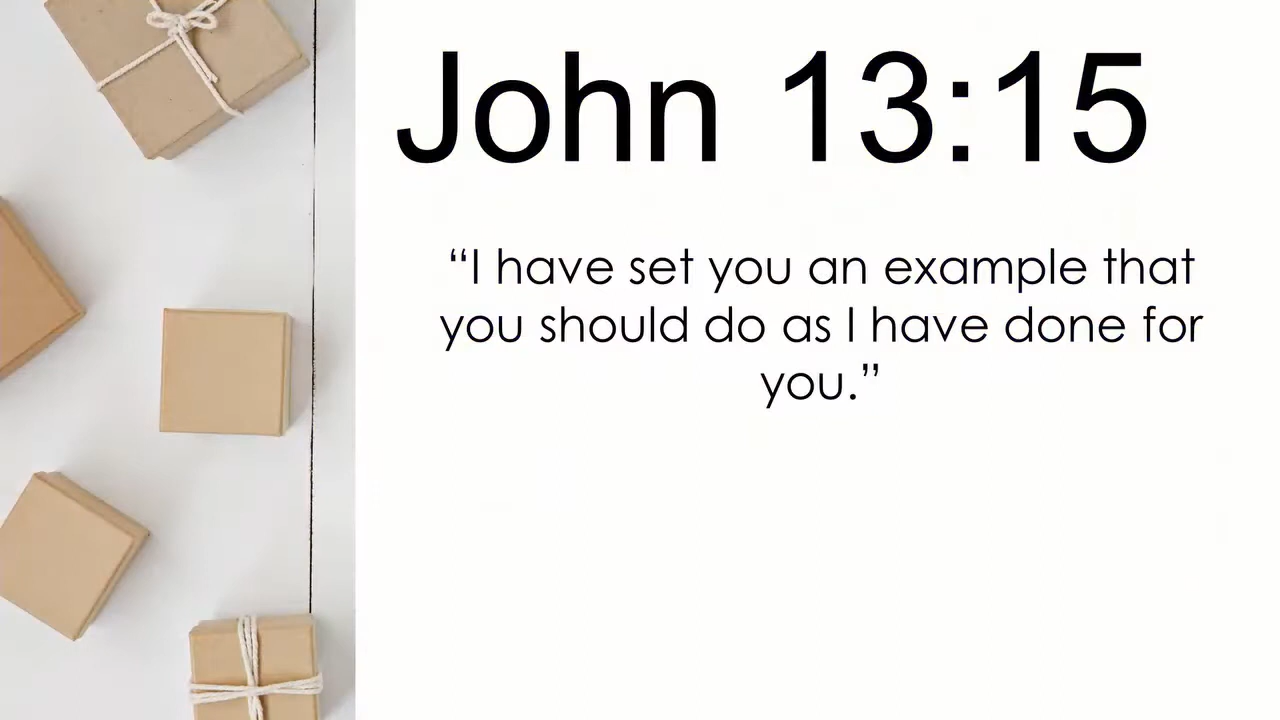 John 13:15
“I have set you an example that
you should do as I have done for
you.”